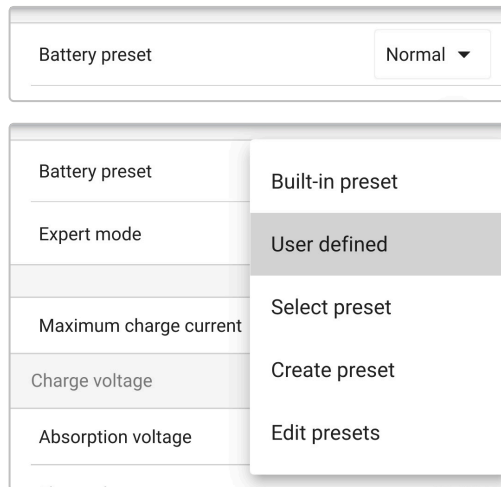 Battery preset Normal
Battery preset
Built-in preset
Expert mode
User defined
Select preset
Maximum charge current
Create preset
Charge voltage
Edit presets
Absorption voltage